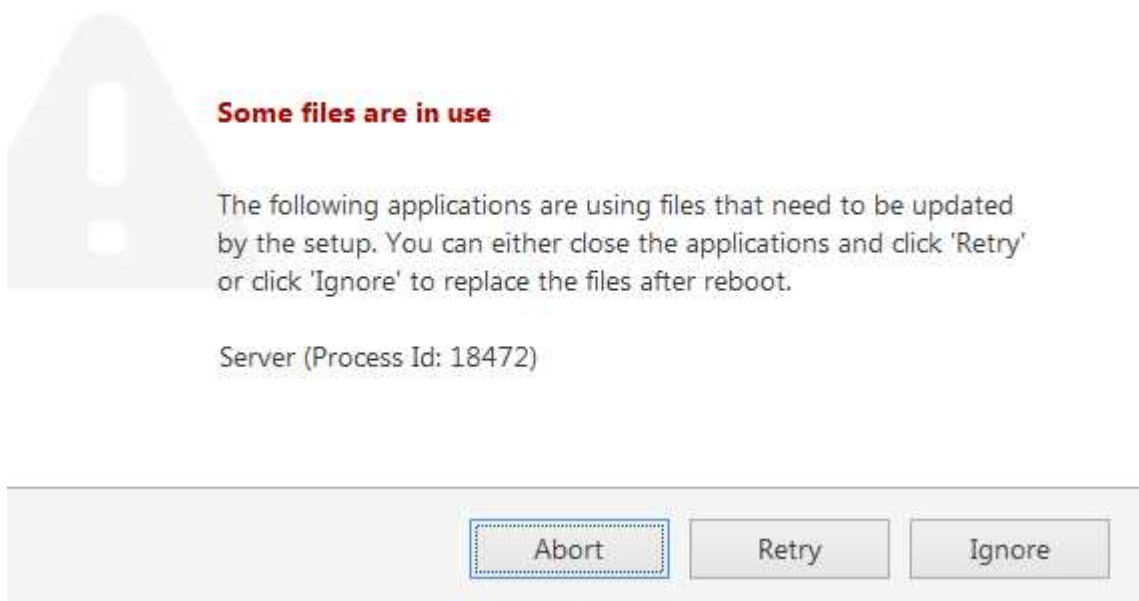 Some files are in use
The following applications are using files that need to be updated
by the setup. You can either close the applications and click 'Retry'
or click 'Ignore' to replace the files after reboot.
Server (Process Id: 18472)
Abort
Retry
Ignore